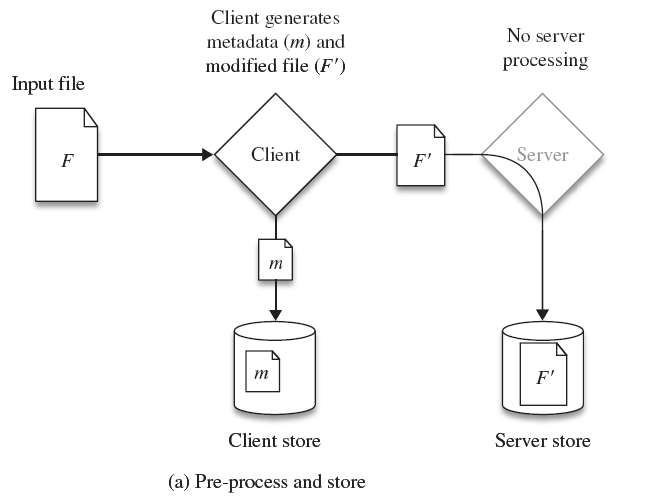 Client generates
metadata (m) and
modified file (F′)
No server
processing
Input file
F
Client
F′
Server
m
m
F′
Client store
Server store
(a) Pre-process and store